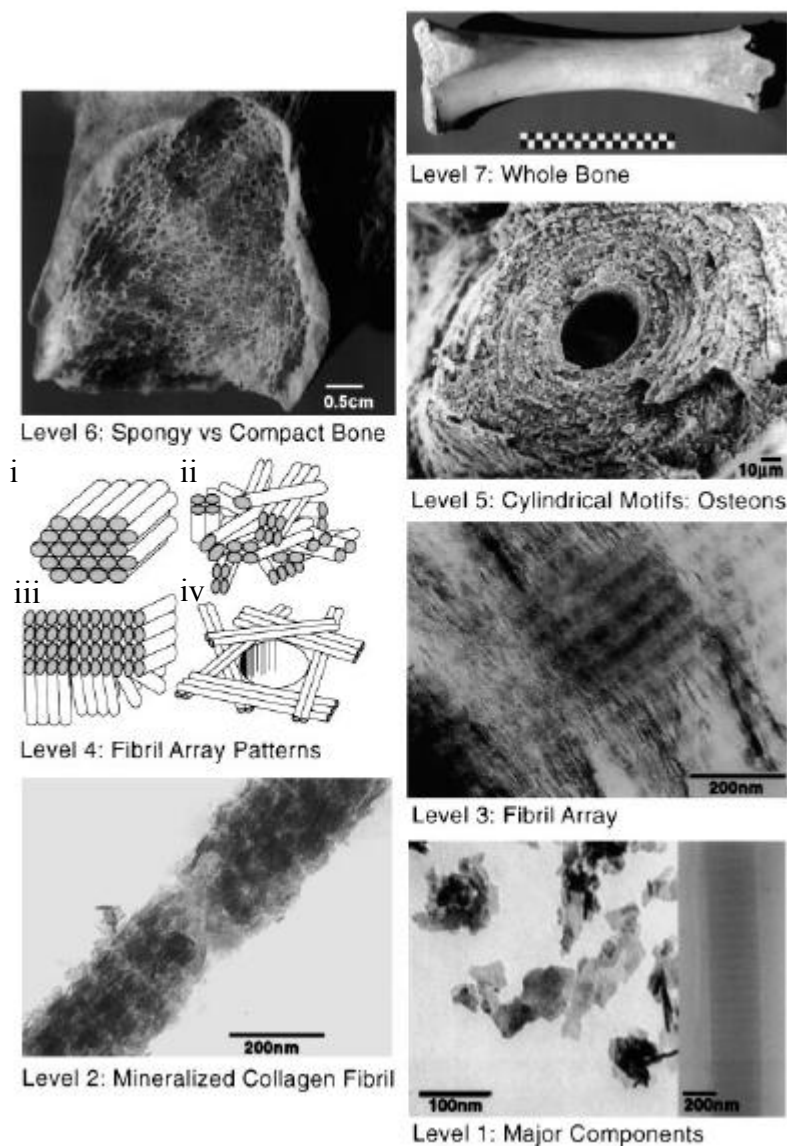 Level 7: Whole Bone
0.5cm
Level 6: Spongy vs Compact Bone
10μm
Level 5: Cylindrical Motifs: Osteons
i
ii
iii
iv
Level 4: Fibril Array Patterns
200nm
Level 3: Fibril Array
200nm
Level 2: Mineralized Collagen Fibril
100nm
200nm
Level 1: Major Components